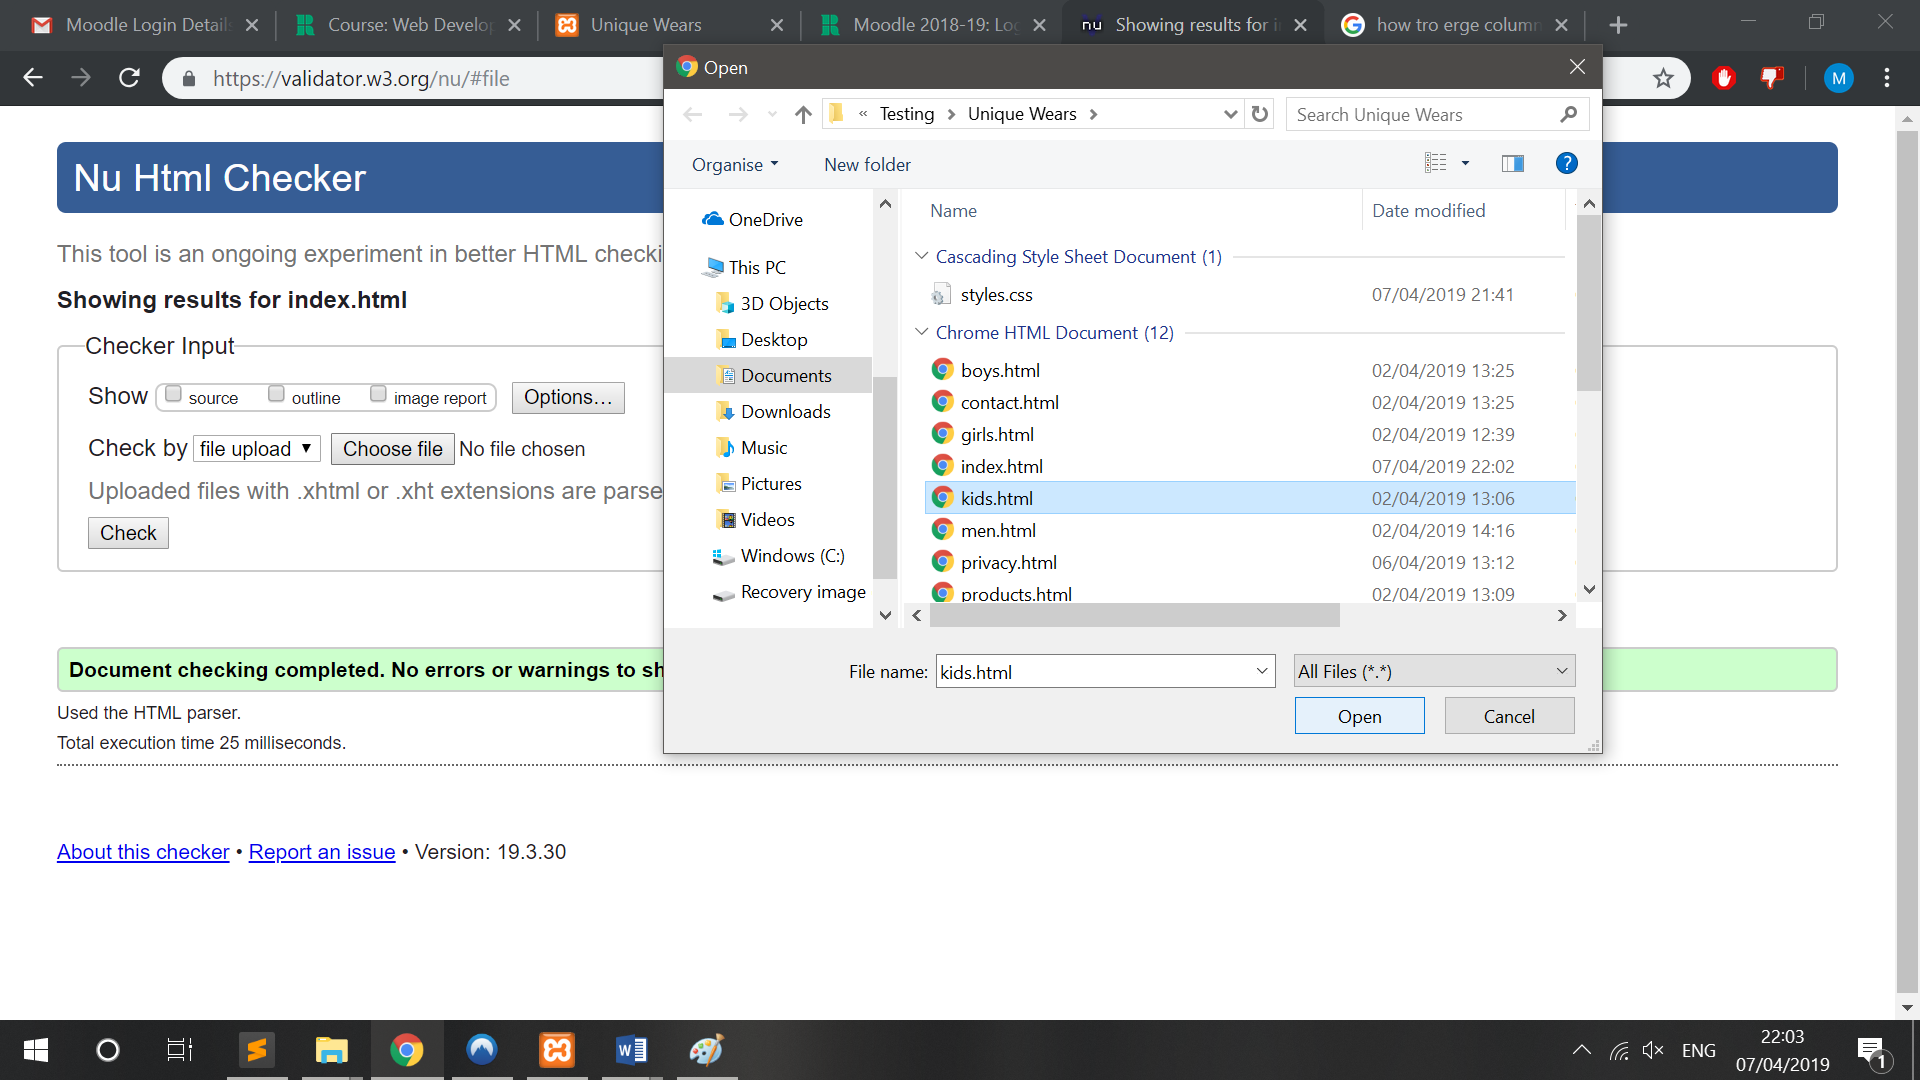 Moodle Login Details
Course: Web Develop
Unique Wears
Moodle 2018-19: Log
nu Showing results for i
how tro erge column
https://validator.w3.org/nu/#file
M
Open
« Testing > Unique Wears >
Search Unique Wears
Organise
New folder
?
Nu Html Checker
This tool is an ongoing experiment in better HTML checki
Showing results for index.html
Checker Input
Show source outline image report Options...
Check by file upload Choose file No file chosen
Uploaded files with .xhtml or .xht extensions are parse
Check
Document checking completed. No errors or warnings to sh
Used the HTML parser.
Total execution time 25 milliseconds.
About this checker • Report an issue • Version: 19.3.30
OneDrive
This PC
3D Objects
Desktop
Documents
Downloads
Music
Pictures
Videos
Windows (C:)
Recovery image
Name Date modified
Cascading Style Sheet Document (1)
styles.css 07/04/2019 21:41
Chrome HTML Document (12)
boys.html 02/04/2019 13:25
contact.html 02/04/2019 13:25
girls.html 02/04/2019 12:39
index.html 07/04/2019 22:02
kids.html 02/04/2019 13:06
men.html 02/04/2019 14:16
privacy.html 06/04/2019 13:12
products.html 02/04/2019 13:09
File name: kids.html
All Files (*.*)
Open
Cancel
ENG
22:03
07/04/2019
1